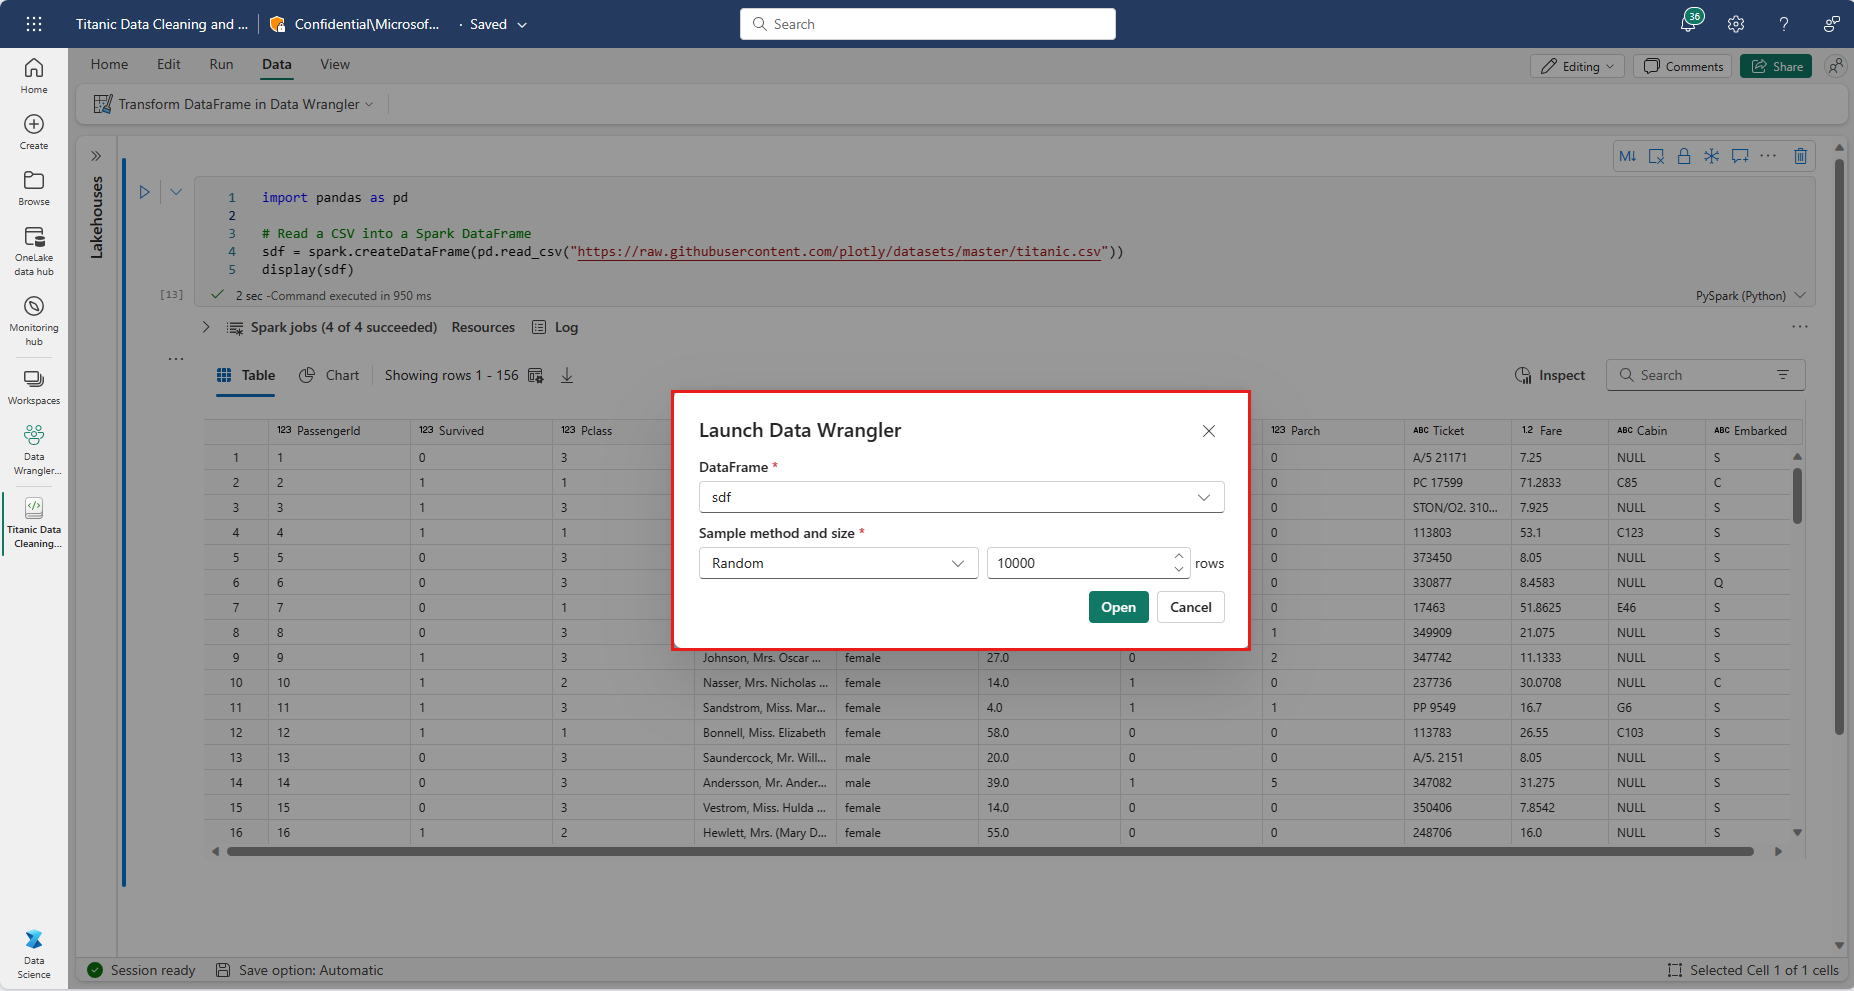 Titanic Data Cleaning and ... Confidential\Microsof... · Saved
Search
36
Home Edit Run Data View
Editing Comments Share
Transform DataFrame in Data Wrangler
Home
Create
Browse
OneLake
data hub
Monitoring
hub
Workspaces
Data
Wrangler...
Titanic Data
Cleaning...
Data
Science
Lakehouses
M↓
1 import pandas as pd
2
3 # Read a CSV into a Spark DataFrame
4 sdf = spark.createDataFrame(pd.read_csv("https://raw.githubusercontent.com/plotly/datasets/master/titanic.csv"))
5 display(sdf)
[13] 2 sec -Command executed in 950 ms PySpark (Python)
Spark jobs (4 of 4 succeeded) Resources Log
Table Chart Showing rows 1 - 156 Inspect Search
123 PassengerId 123 Survived 123 Pclass 123 Parch ABC Ticket 1.2 Fare ABC Cabin ABC Embarked
1 1 0 3 0 A/5 21171 7.25 NULL S
2 2 1 1 0 PC 17599 71.2833 C85 C
3 3 1 3 0 STON/O2. 310... 7.925 NULL S
4 4 1 1 0 113803 53.1 C123 S
5 5 0 3 0 373450 8.05 NULL S
6 6 0 3 0 330877 8.4583 NULL Q
7 7 0 1 0 17463 51.8625 E46 S
8 8 0 3 1 349909 21.075 NULL S
9 9 1 3 Johnson, Mrs. Oscar ... female 27.0 0 2 347742 11.1333 NULL S
10 10 1 2 Nasser, Mrs. Nicholas ... female 14.0 1 0 237736 30.0708 NULL C
11 11 1 3 Sandstrom, Miss. Mar... female 4.0 1 1 PP 9549 16.7 G6 S
12 12 1 1 Bonnell, Miss. Elizabeth female 58.0 0 0 113783 26.55 C103 S
13 13 0 3 Saundercock, Mr. Will... male 20.0 0 0 A/5. 2151 8.05 NULL S
14 14 0 3 Andersson, Mr. Ander... male 39.0 1 5 347082 31.275 NULL S
15 15 0 3 Vestrom, Miss. Hulda ... female 14.0 0 0 350406 7.8542 NULL S
16 16 1 2 Hewlett, Mrs. (Mary D... female 55.0 0 0 248706 16.0 NULL S
Launch Data Wrangler
DataFrame *
sdf
Sample method and size *
Random 10000 rows
Open Cancel
Session ready Save option: Automatic Selected Cell 1 of 1 cells